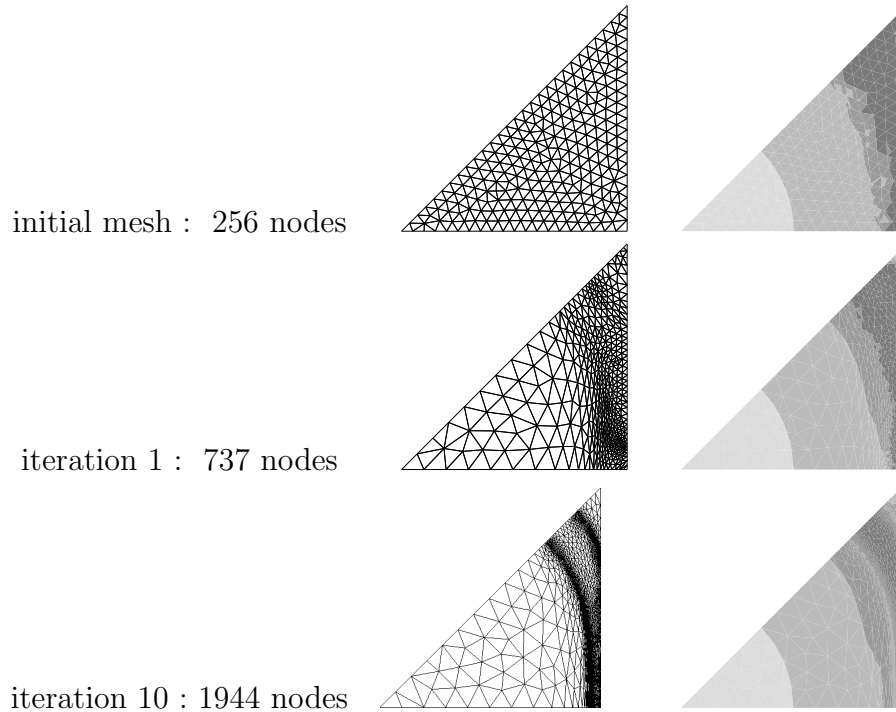 initial mesh : 256 nodes
iteration 1 : 737 nodes
iteration 10 : 1944 nodes